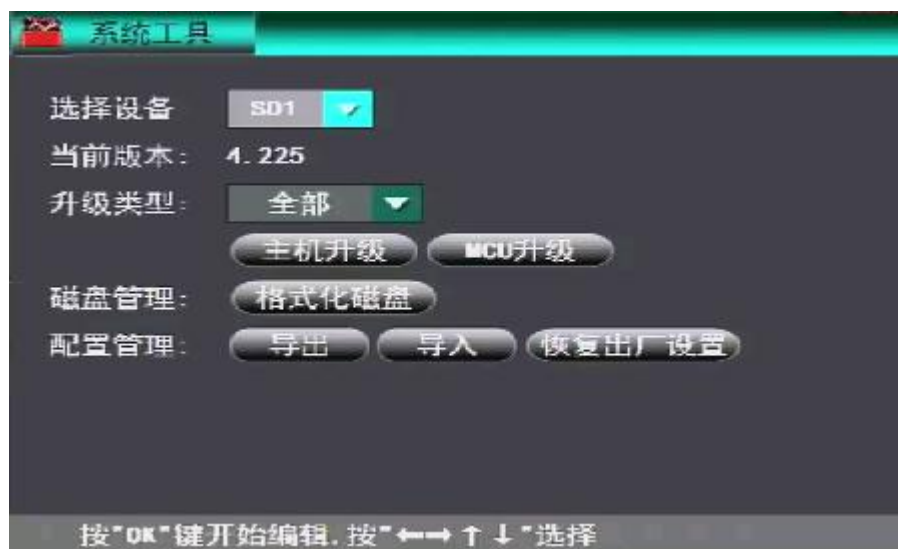 系统工具
选择设备 SD1
当前版本: 4.225
升级类型: 全部
主机升级 MCU升级
磁盘管理: 格式化磁盘
配置管理: 导出 导入 恢复出厂设置
按"OK"键开始编辑.按"←→↑↓"选择